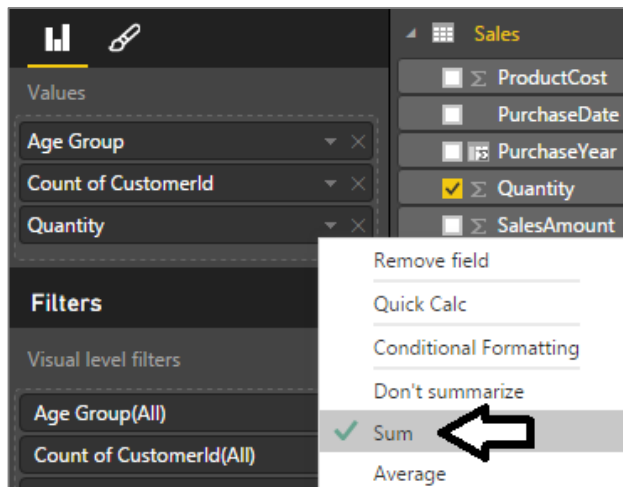 Values
Age Group
Count of CustomerId
Quantity
Filters
Visual level filters
Age Group(All)
Count of CustomerId(All)
Sales
ProductCost
PurchaseDate
PurchaseYear
Quantity
SalesAmount
Remove field
Quick Calc
Conditional Formatting
Don't summarize
Sum
Average